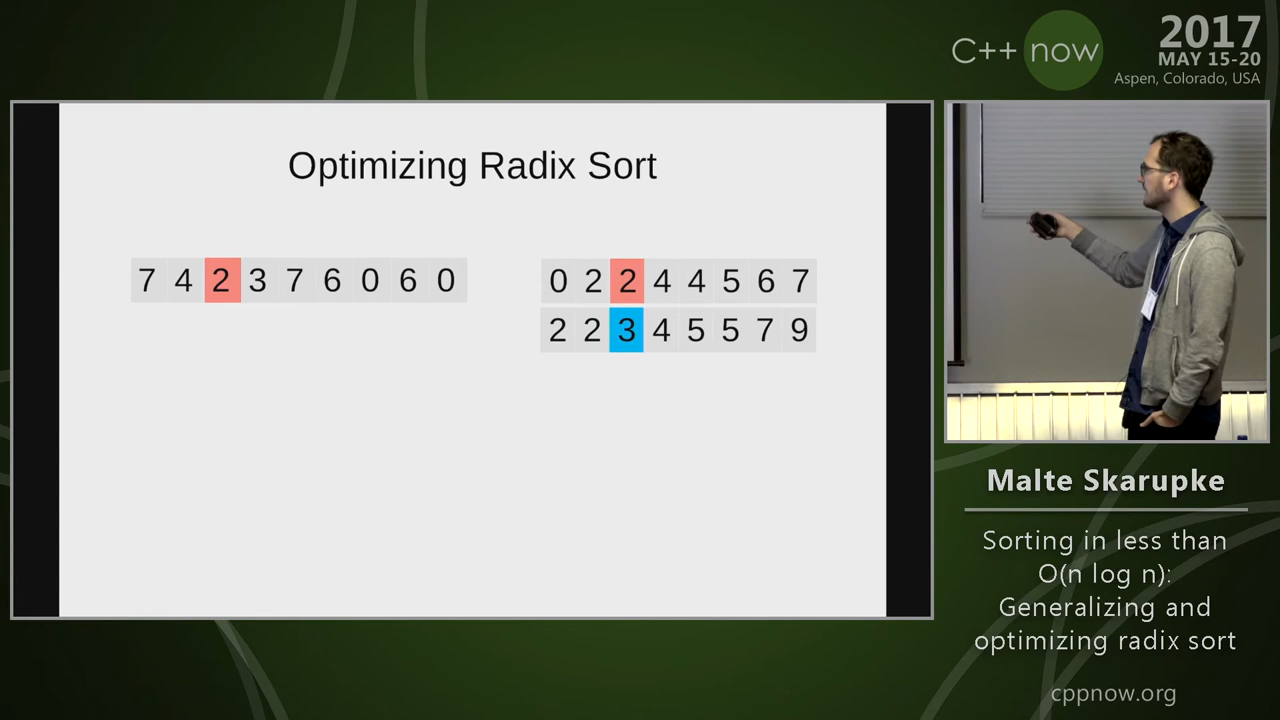 C++ now
2017
MAY 15-20
Aspen, Colorado, USA
Optimizing Radix Sort
7 4 2 3 7 6 0 6 0
0 2 2 4 4 5 6 7
2 2 3 4 5 5 7 9
Malte Skarupke
Sorting in less than
O(n log n):
Generalizing and
optimizing radix sort
cppnow.org